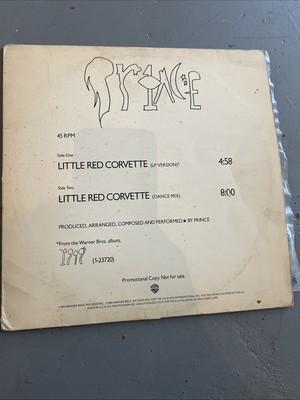 Prince
45 RPM
Side One
LITTLE RED CORVETTE (LP VERSION)* 4:58
Side Two
LITTLE RED CORVETTE (DANCE MIX) 8:00
PRODUCED, ARRANGED, COMPOSED AND PERFORMED★ BY PRINCE
*From the Warner Bros. album,
1999 (1-23720)
Promotional Copy. Not for sale.